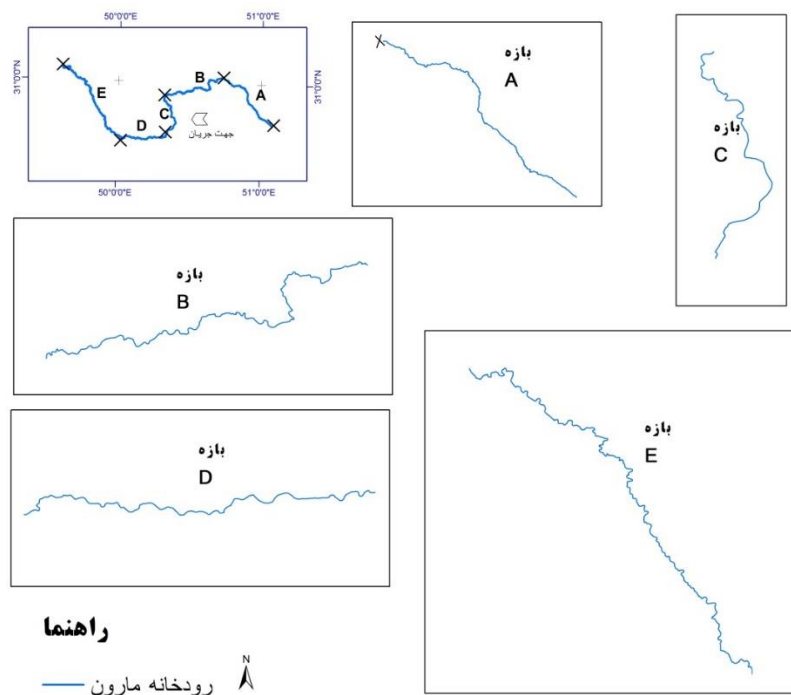 50°0'0"E 51°0'0"E
31°0'0"N 31°0'0"N
B
A
E
C
D
جهت جریان
50°0'0"E 51°0'0"E
بازه
A
بازه
C
بازه
B
بازه
E
بازه
D
راهنما
N
رودخانه مارون